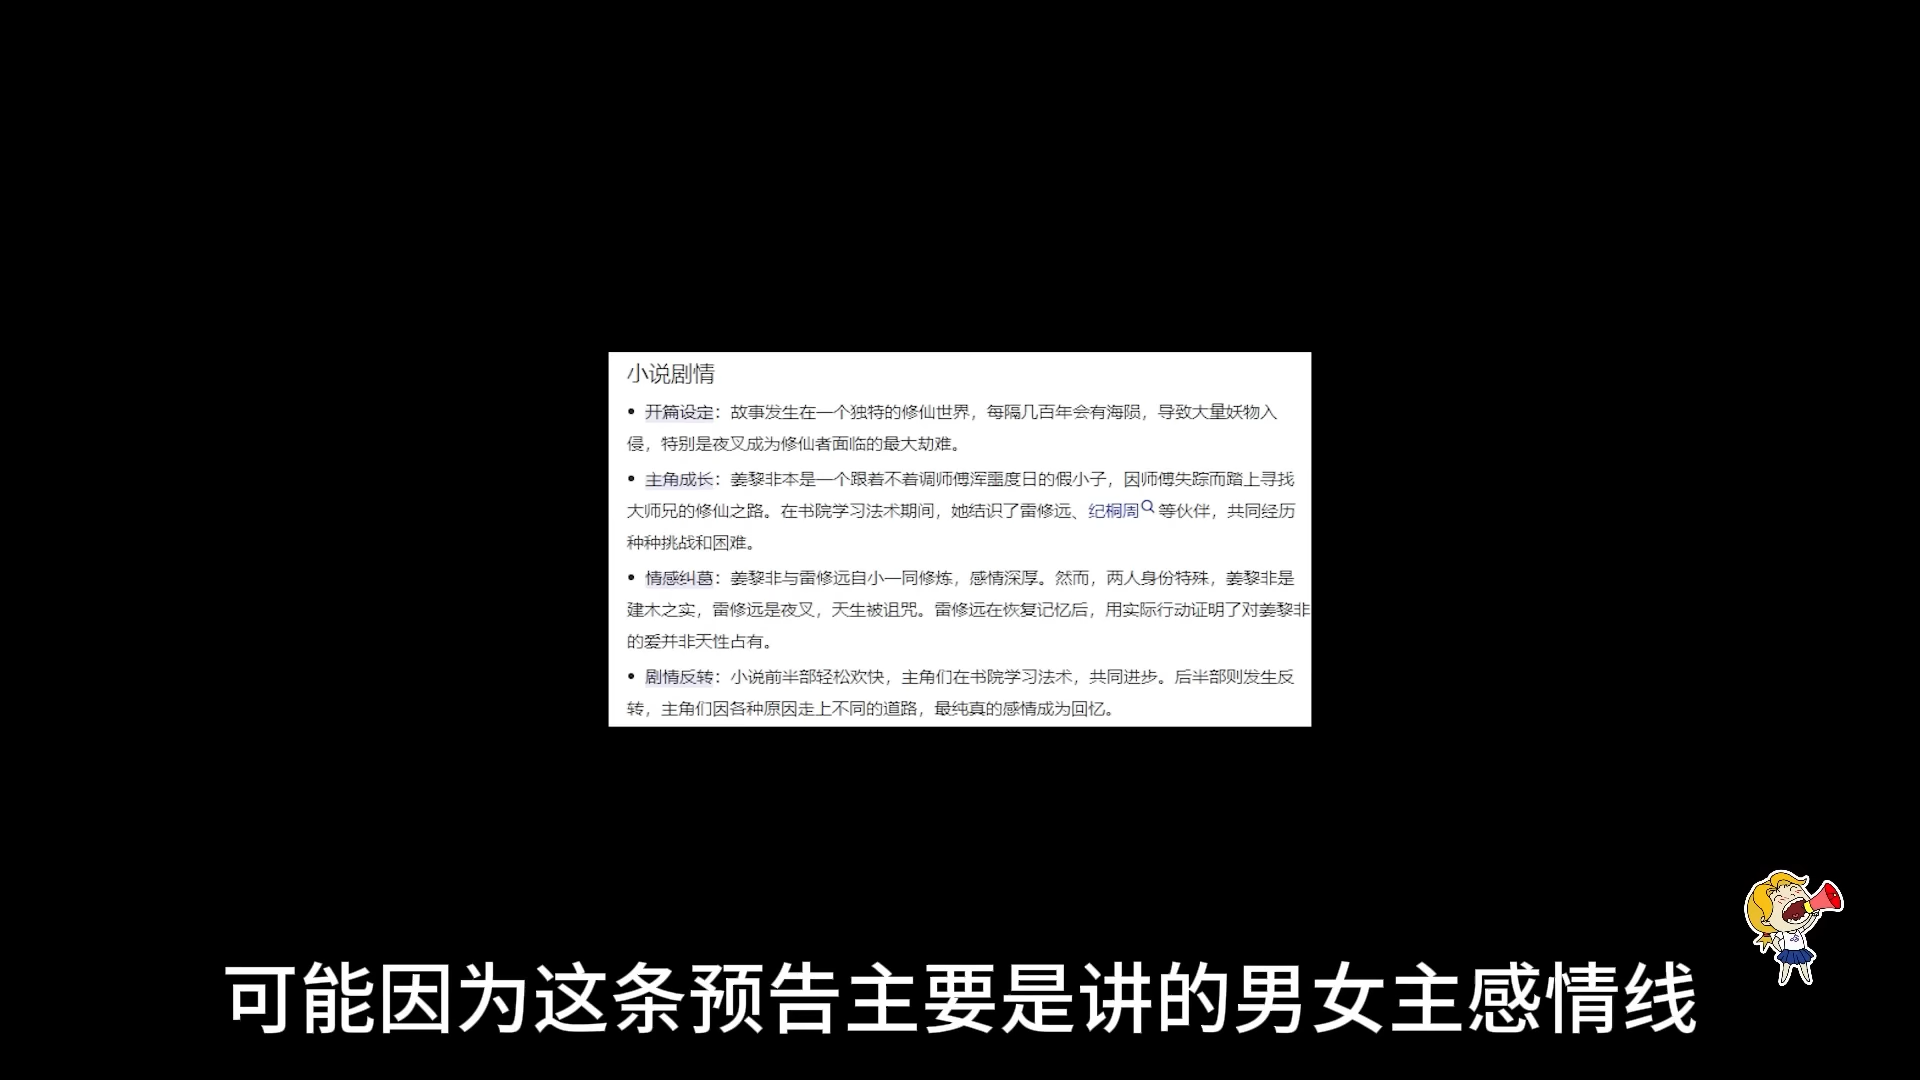 小说剧情
• 开篇设定：故事发生在一个独特的修仙世界，每隔几百年会有海陨，导致大量妖物入
侵，特别是夜叉成为修仙者面临的最大劫难。
• 主角成长：姜黎非本是一个跟着不着调师傅浑噩度日的假小子，因师傅失踪而踏上寻找
大师兄的修仙之路。在书院学习法术期间，她结识了雷修远、纪桐周等伙伴，共同经历
种种挑战和困难。
• 情感纠葛：姜黎非与雷修远自小一同修炼，感情深厚。然而，两人身份特殊，姜黎非是
建木之实，雷修远是夜叉，天生被诅咒。雷修远在恢复记忆后，用实际行动证明了对姜黎非
的爱并非天性占有。
• 剧情反转：小说前半部轻松欢快，主角们在书院学习法术，共同进步。后半部则发生反
转，主角们因各种原因走上不同的道路，最纯真的感情成为回忆。
可能因为这条预告主要是讲的男女主感情线